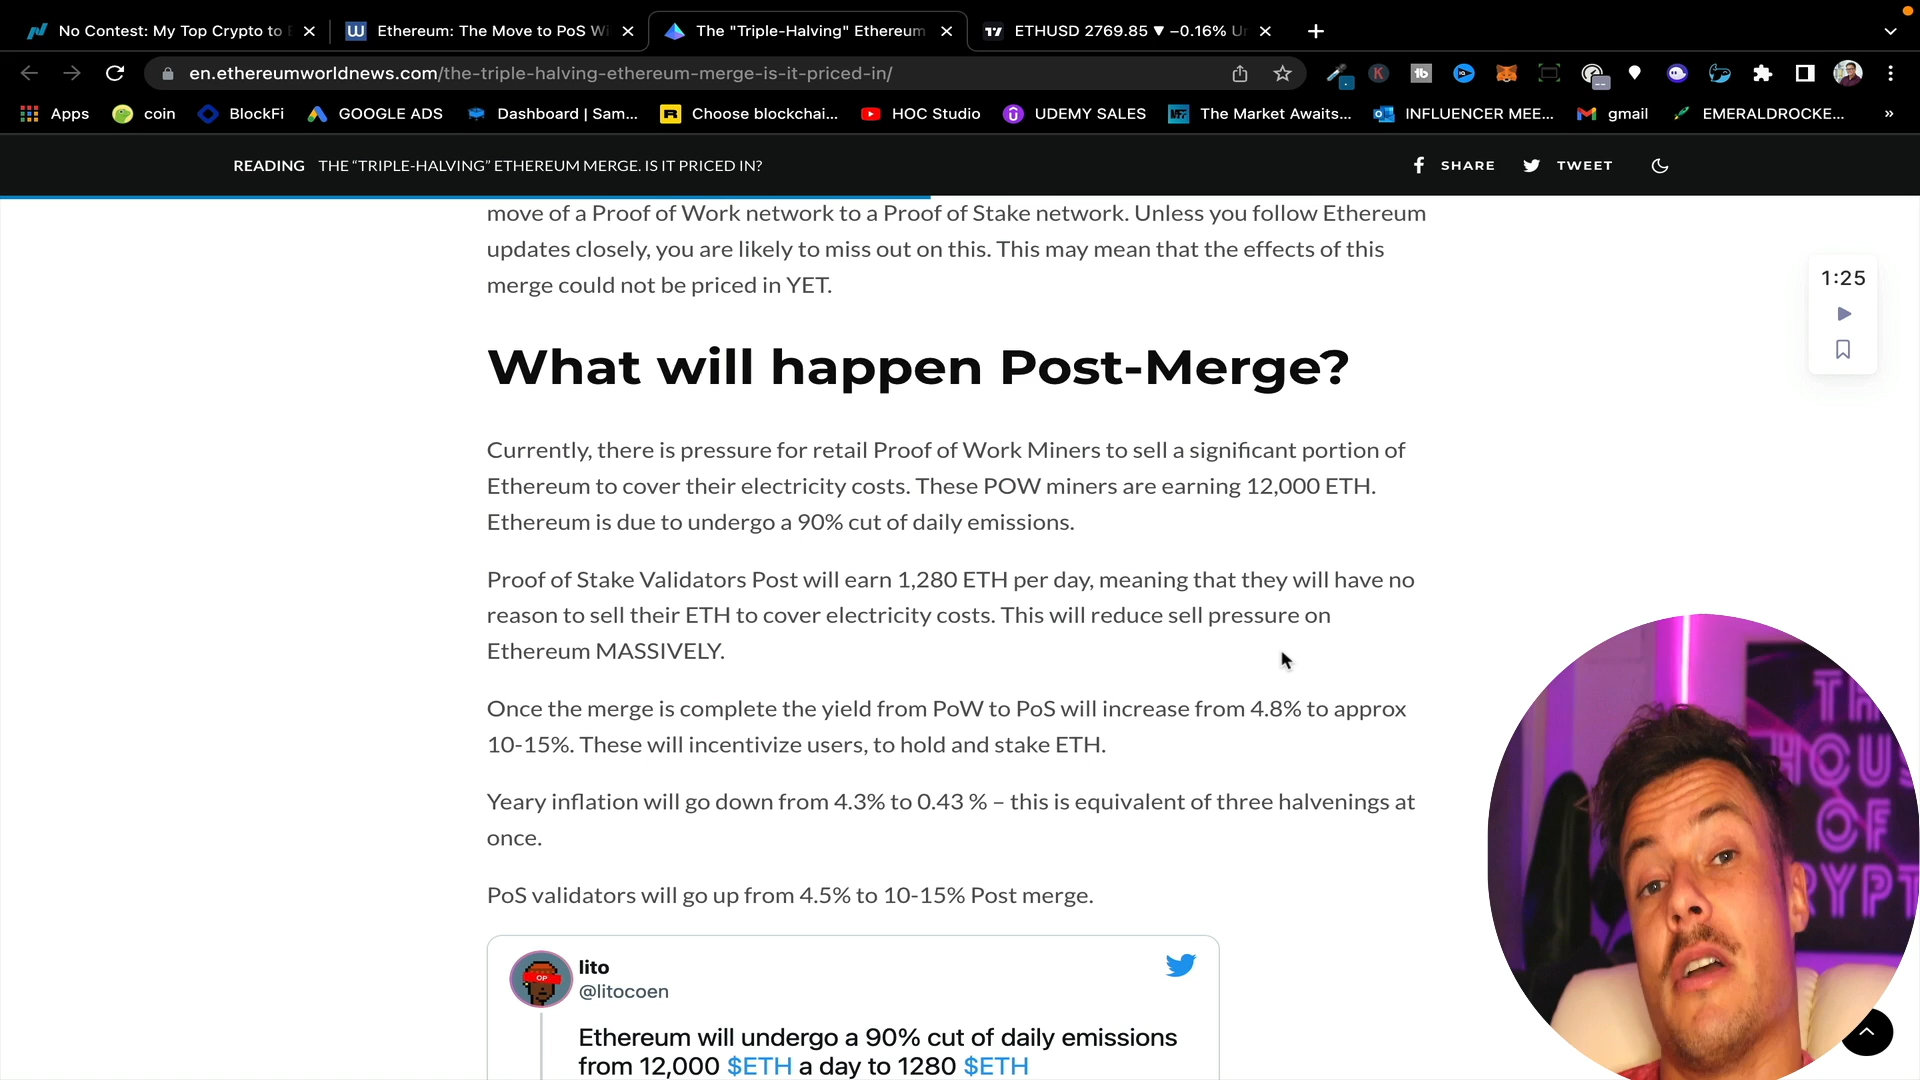 No Contest: My Top Crypto to
Ethereum: The Move to PoS Wi
The "Triple-Halving" Ethereum
ETHUSD 2769.85 ▼ −0.16% Ur
en.ethereumworldnews.com/the-triple-halving-ethereum-merge-is-it-priced-in/
Apps
coin
BlockFi
GOOGLE ADS
Dashboard | Sam...
Choose blockchai...
HOC Studio
UDEMY SALES
The Market Awaits...
INFLUENCER MEE...
gmail
EMERALDROCKE...
»
READING THE “TRIPLE-HALVING” ETHEREUM MERGE. IS IT PRICED IN?
SHARE
TWEET
move of a Proof of Work network to a Proof of Stake network. Unless you follow Ethereum
updates closely, you are likely to miss out on this. This may mean that the effects of this
merge could not be priced in YET.
1:25
What will happen Post-Merge?
Currently, there is pressure for retail Proof of Work Miners to sell a significant portion of
Ethereum to cover their electricity costs. These POW miners are earning 12,000 ETH.
Ethereum is due to undergo a 90% cut of daily emissions.
Proof of Stake Validators Post will earn 1,280 ETH per day, meaning that they will have no
reason to sell their ETH to cover electricity costs. This will reduce sell pressure on
Ethereum MASSIVELY.
Once the merge is complete the yield from PoW to PoS will increase from 4.8% to approx
10-15%. These will incentivize users, to hold and stake ETH.
Yeary inflation will go down from 4.3% to 0.43 % – this is equivalent of three halvenings at
once.
PoS validators will go up from 4.5% to 10-15% Post merge.
lito
@litocoen
OP
Ethereum will undergo a 90% cut of daily emissions
from 12,000 $ETH a day to 1280 $ETH
TH
HOUS
OF
RYPT